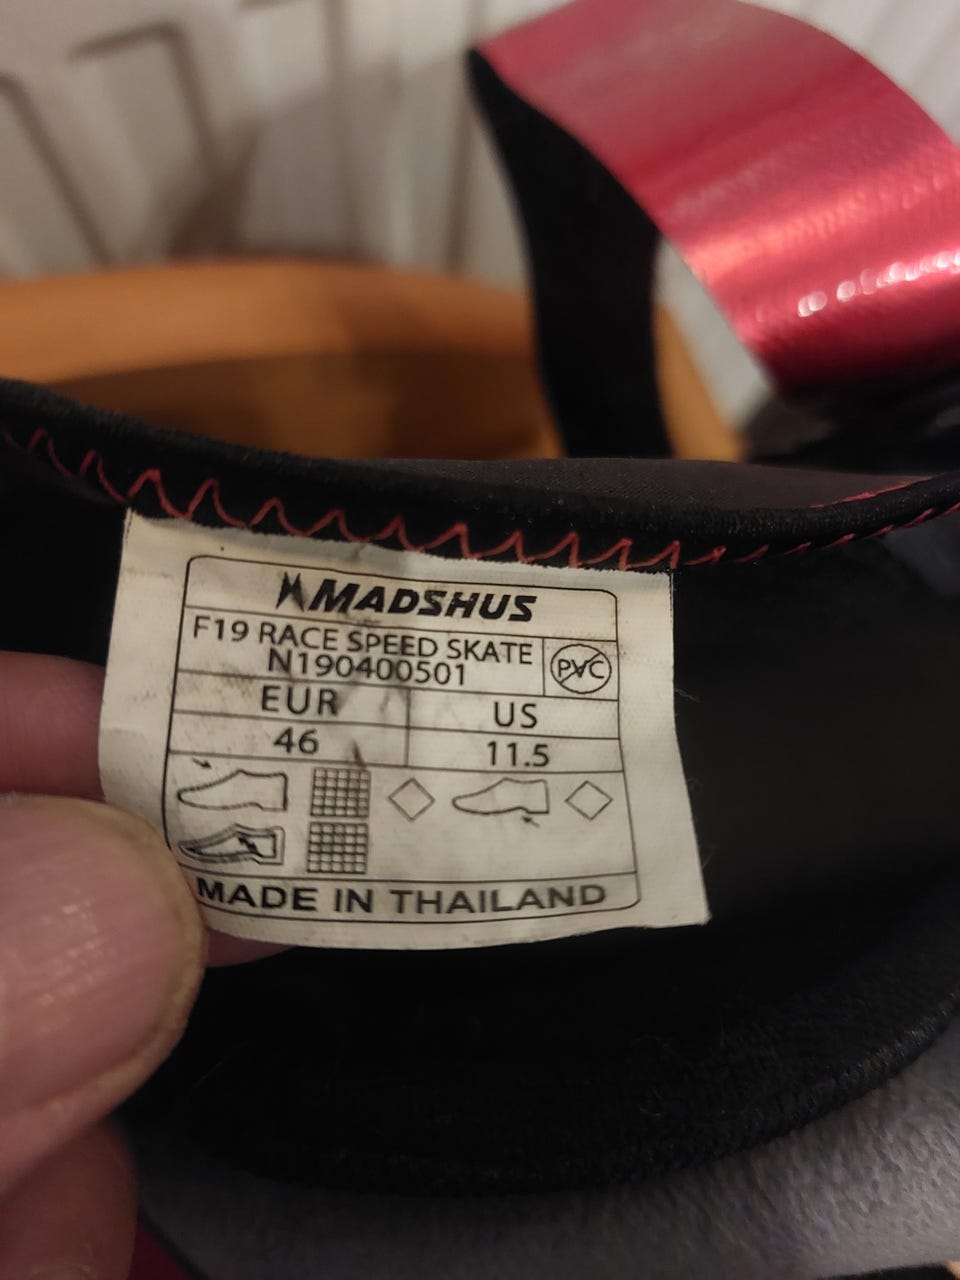 MADSHUS
F19 RACE SPEED SKATE
N190400501
PVC
EUR US
46 11.5
MADE IN THAILAND